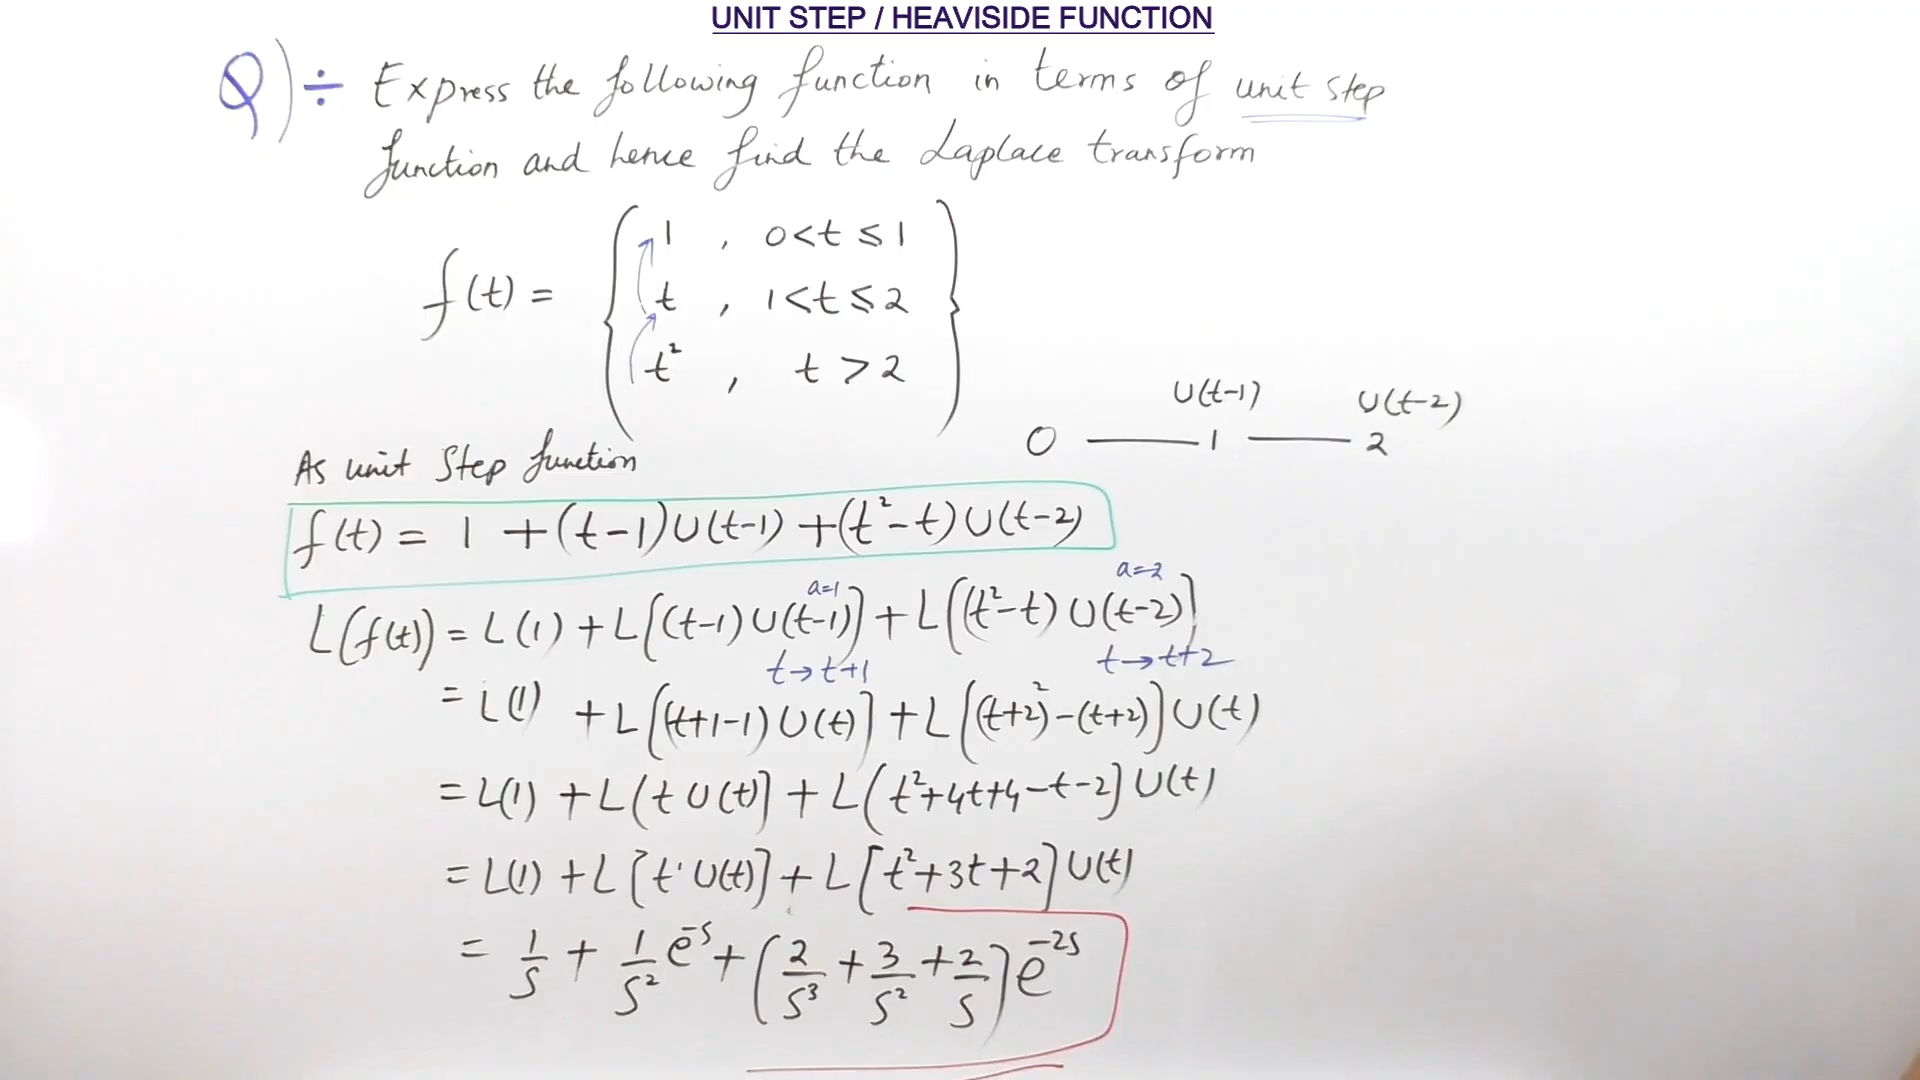 UNIT STEP / HEAVISIDE FUNCTION
Q) ÷ Express the following function in terms of unit step
function and hence find the Laplace transform
f(t) = { 1 , 0<t≤1
t , 1<t≤2
t² , t>2 }
U(t-1) U(t-2)
0 — 1 — 2
As unit Step function
f(t) = 1 + (t-1)U(t-1) + (t²-t)U(t-2)
a=1 a=2
L(f(t)) = L(1) + L[(t-1)U(t-1)] + L[(t²-t)U(t-2)]
t→t+1 t→t+2
= L(1) + L[(t+1-1)U(t)] + L[(t+2)²-(t+2)]U(t)
= L(1) + L[t U(t)] + L[t²+4t+4-t-2]U(t)
= L(1) + L[t·U(t)] + L[t²+3t+2]U(t)
= 1/s + 1/s² e^-s + (2/s³ + 3/s² + 2/s) e^-2s